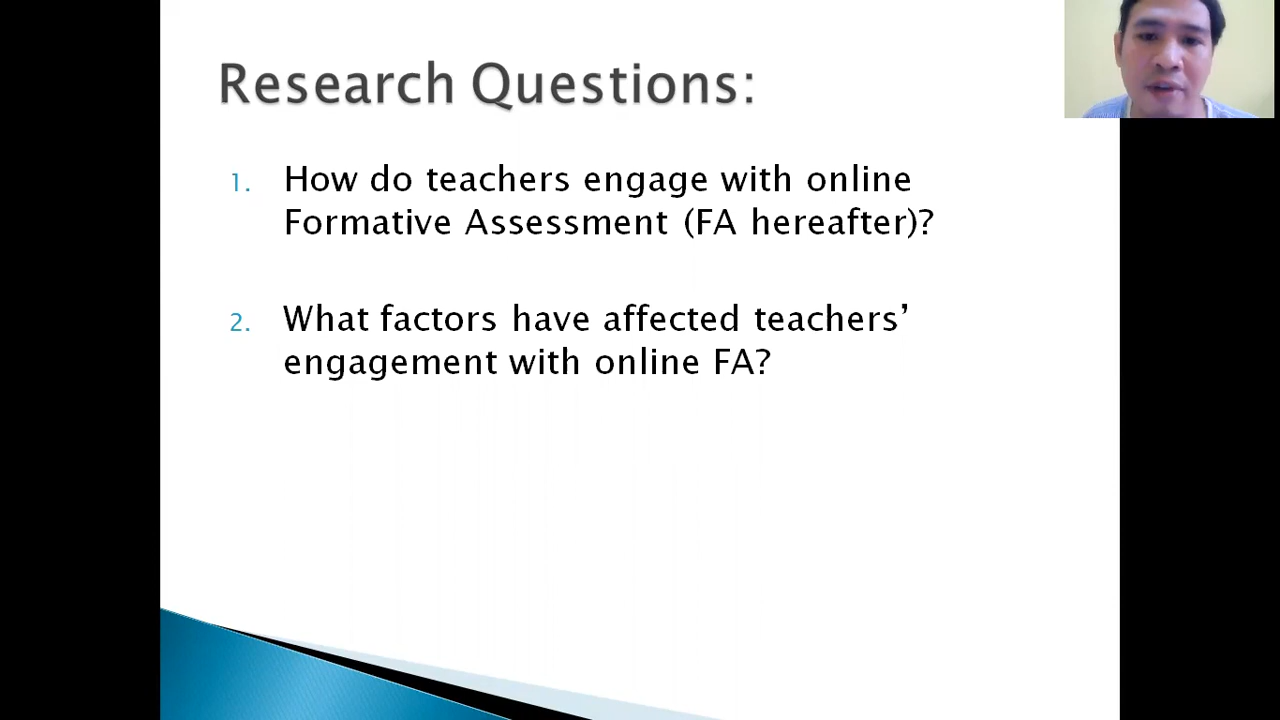 Research Questions:
1. How do teachers engage with online
Formative Assessment (FA hereafter)?
2. What factors have affected teachers’
engagement with online FA?